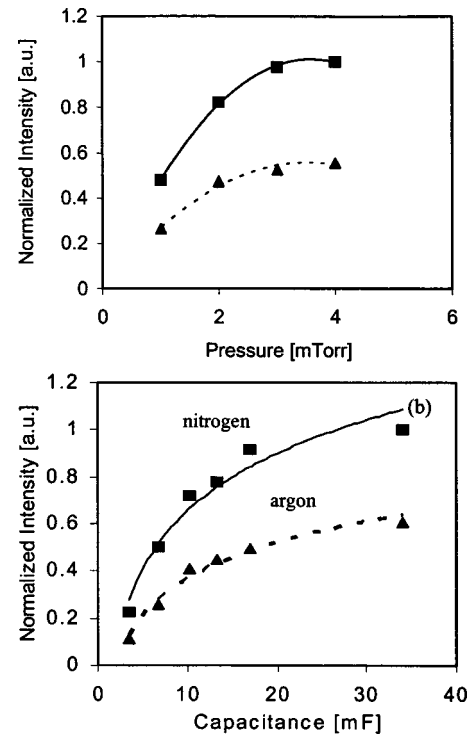 1.2
1
0.8
0.6
0.4
0.2
0
0 2 4 6
Normalized Intensity [a.u.]
Pressure [mTorr]
1.2
1
0.8
0.6
0.4
0.2
0
0 10 20 30 40
Normalized Intensity [a.u.]
nitrogen
(b)
argon
Capacitance [mF]